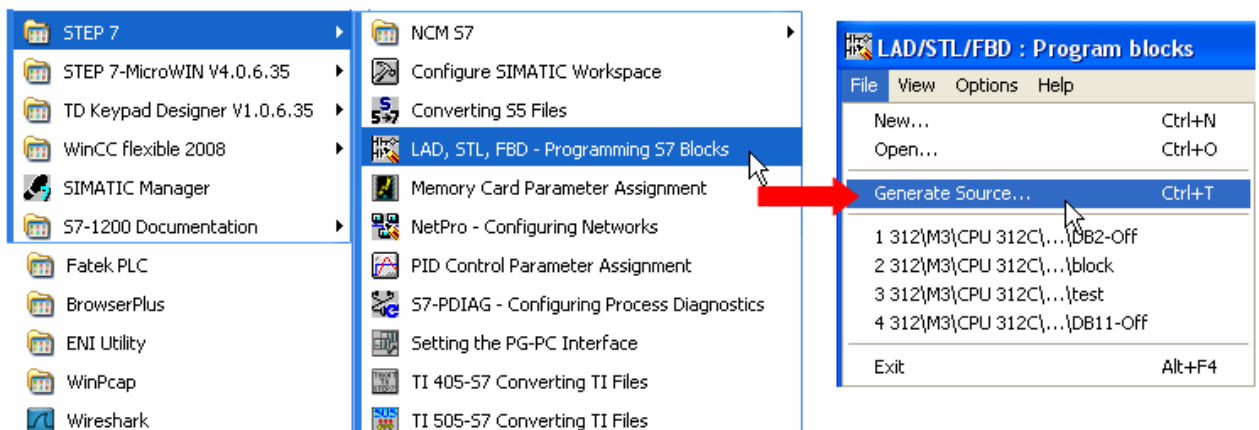 STEP 7
STEP 7-MicroWIN V4.0.6.35
TD Keypad Designer V1.0.6.35
WinCC flexible 2008
SIMATIC Manager
S7-1200 Documentation
Fatek PLC
BrowserPlus
ENI Utility
WinPcap
Wireshark
NCM S7
Configure SIMATIC Workspace
S5→7 Converting S5 Files
LAD, STL, FBD - Programming S7 Blocks
Memory Card Parameter Assignment
NetPro - Configuring Networks
PID Control Parameter Assignment
S7-PDIAG - Configuring Process Diagnostics
Setting the PG-PC Interface
TI 405-S7 Converting TI Files
505 TI 505-S7 Converting TI Files
LAD/STL/FBD : Program blocks
File View Options Help
New... Ctrl+N
Open... Ctrl+O
Generate Source... Ctrl+T
1 312\M3\CPU 312C\...\DB2-Off
2 312\M3\CPU 312C\...\block
3 312\M3\CPU 312C\...\test
4 312\M3\CPU 312C\...\DB11-Off
Exit Alt+F4